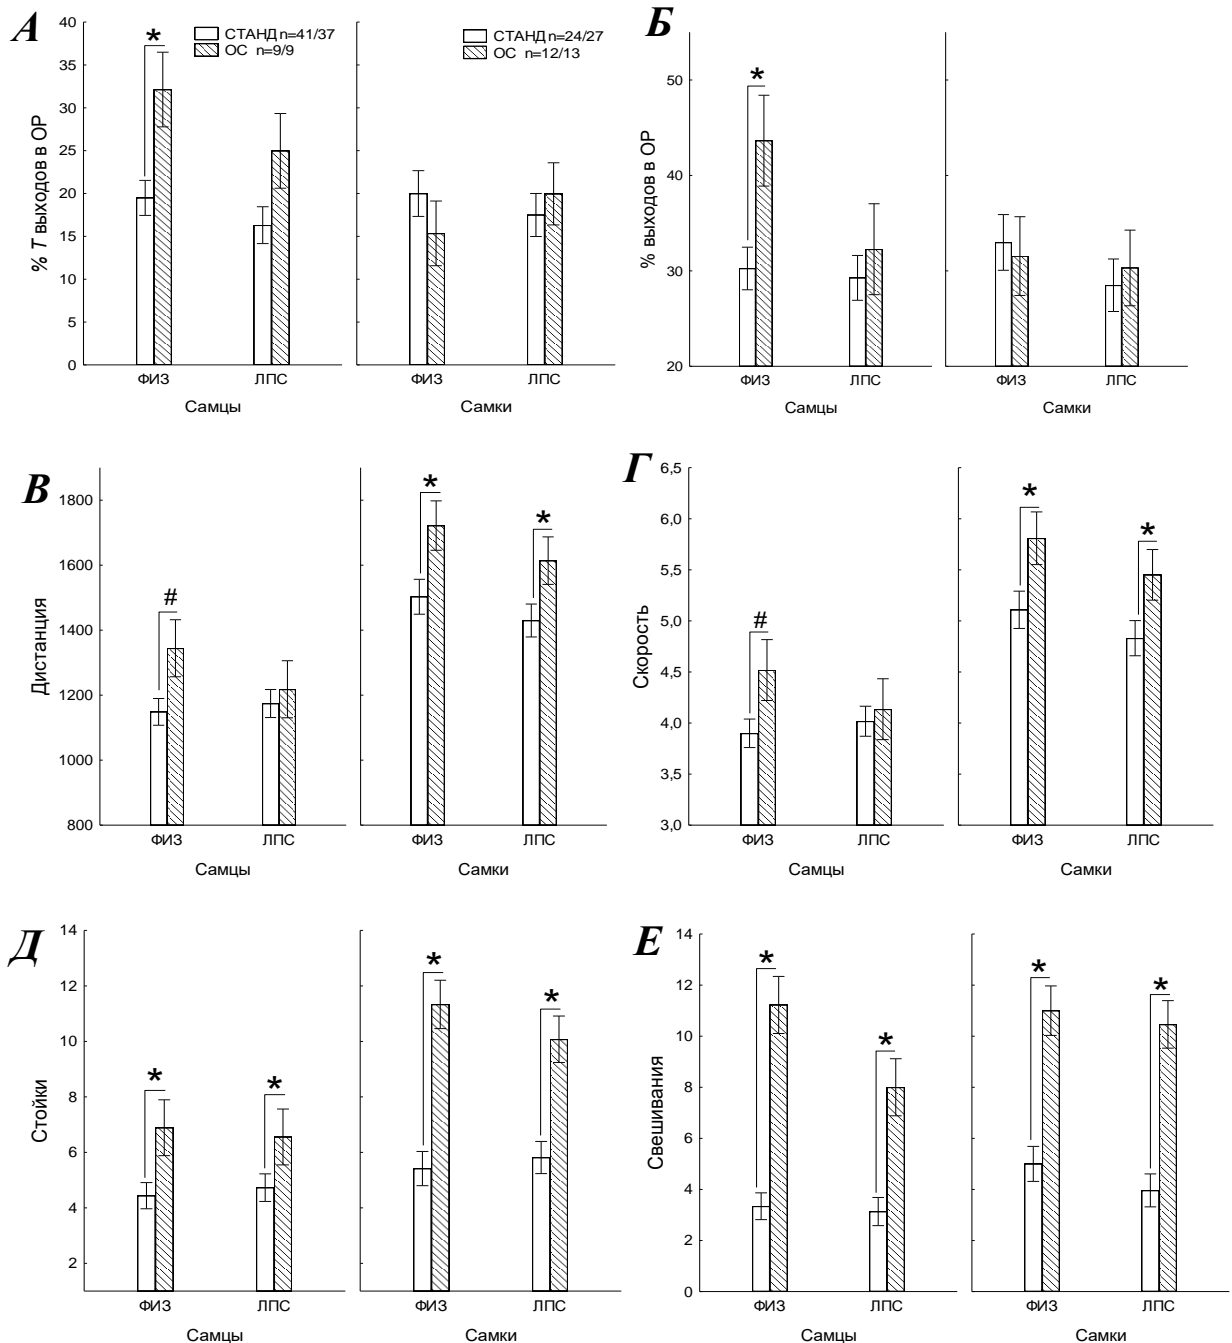 А
% Т выходов в ОР
40
35
30
25
20
15
10
5
0
*
СТАНД n=41/37
ОС n=9/9
СТАНД n=24/27
ОС n=12/13
ФИЗ ЛПС ФИЗ ЛПС
Самцы Самки
Б
% выходов в ОР
50
40
30
20
*
ФИЗ ЛПС ФИЗ ЛПС
Самцы Самки
В
Дистанция
1800
1600
1400
1200
1000
800
# * *
ФИЗ ЛПС ФИЗ ЛПС
Самцы Самки
Г
Скорость
6,5
6,0
5,5
5,0
4,5
4,0
3,5
3,0
# * *
ФИЗ ЛПС ФИЗ ЛПС
Самцы Самки
Д
Стойки
14
12
10
8
6
4
2
* * * *
ФИЗ ЛПС ФИЗ ЛПС
Самцы Самки
Е
Свешивания
14
12
10
8
6
4
2
0
* * * *
ФИЗ ЛПС ФИЗ ЛПС
Самцы Самки